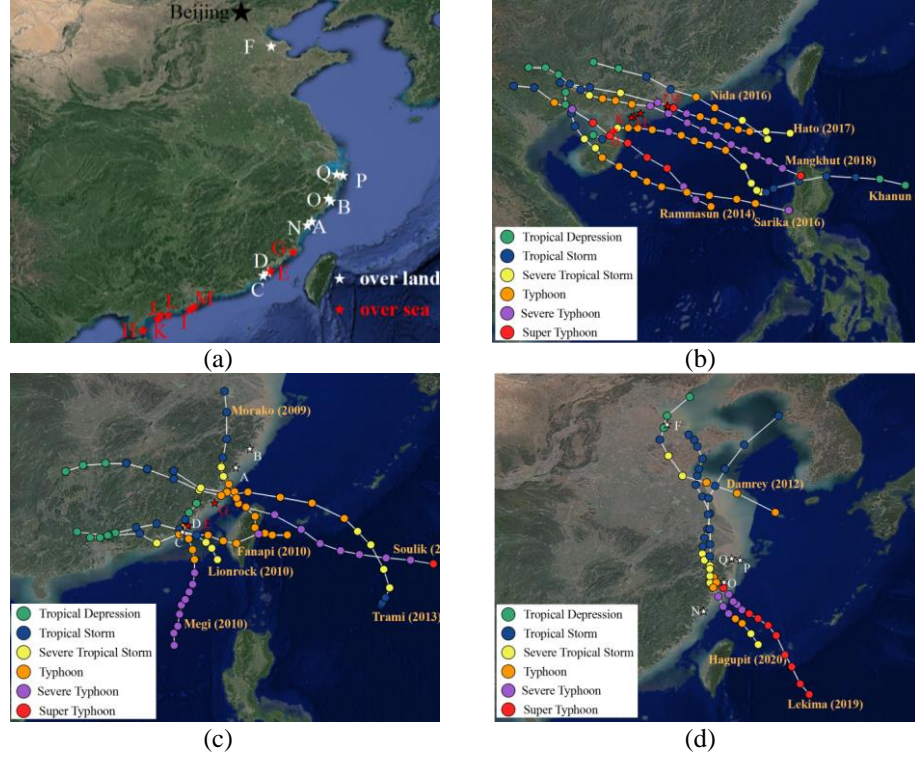 Beijing
F
Q
P
O
B
N
A
G
D
E
C
over land
over sea
M
I
K
H
(a)
Nida (2016)
Hato (2017)
Mangkhut (2018)
Khanun
Rammasun (2014)
Sarika (2016)
Tropical Depression
Tropical Storm
Severe Tropical Storm
Typhoon
Severe Typhoon
Super Typhoon
(b)
Morako (2009)
B
A
D
C
Fanapi (2010)
Soulik (2
Lionrock (2010)
Megi (2010)
Trami (2013)
Tropical Depression
Tropical Storm
Severe Tropical Storm
Typhoon
Severe Typhoon
Super Typhoon
(c)
F
Damrey (2012)
Q
P
O
N
Hagupit (2020)
Lekima (2019)
Tropical Depression
Tropical Storm
Severe Tropical Storm
Typhoon
Severe Typhoon
Super Typhoon
(d)